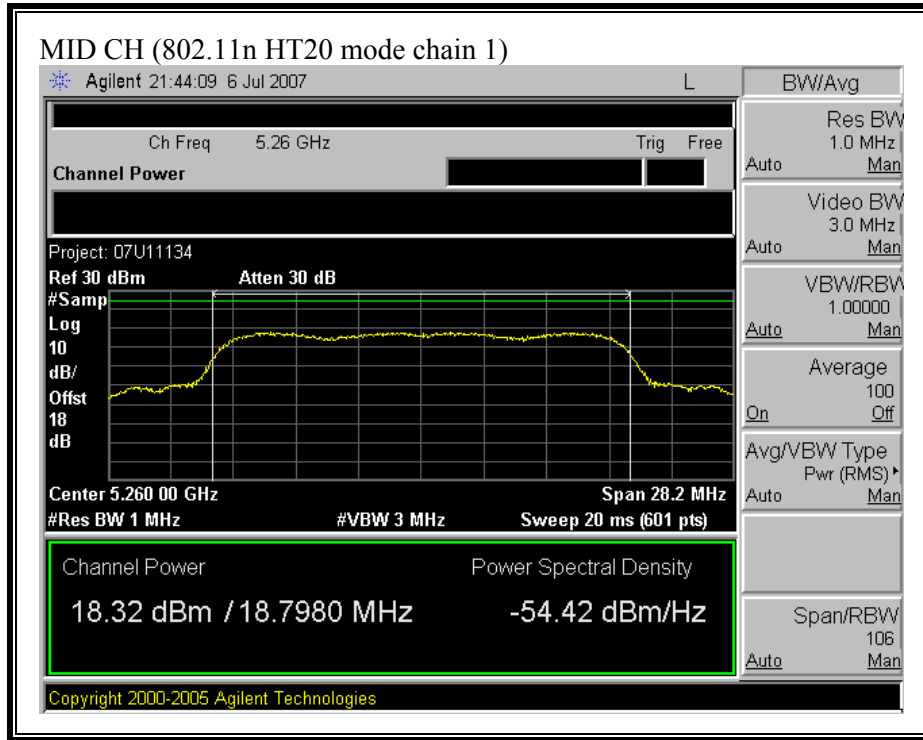 MID CH (802.11n HT20 mode chain 1)
Agilent 21:44:09 6 Jul 2007 L
Ch Freq 5.26 GHz Trig Free
Channel Power
Project: 07U11134
Ref 30 dBm Atten 30 dB
#Samp
Log
10
dB/
Offst
18
dB
Center 5.260 00 GHz Span 28.2 MHz
#Res BW 1 MHz #VBW 3 MHz Sweep 20 ms (601 pts)
Channel Power Power Spectral Density
18.32 dBm / 18.7980 MHz -54.42 dBm/Hz
Copyright 2000-2005 Agilent Technologies
BW/Avg
Res BW
1.0 MHz
Auto Man
Video BW
3.0 MHz
Auto Man
VBW/RBW
1.00000
Auto Man
Average
100
On Off
Avg/VBW Type
Pwr (RMS)
Auto Man
Span/RBW
106
Auto Man